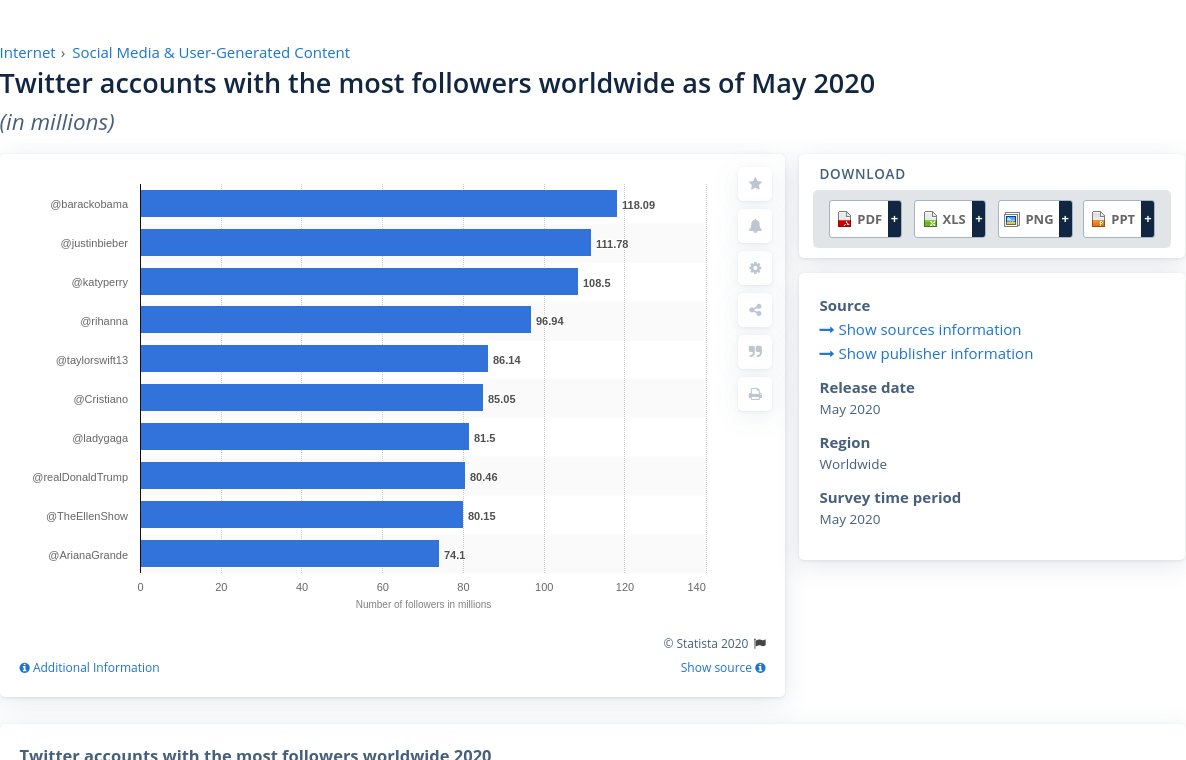 Internet › Social Media & User-Generated Content
Twitter accounts with the most followers worldwide as of May 2020
(in millions)
@barackobama 118.09
@justinbieber 111.78
@katyperry 108.5
@rihanna 96.94
@taylorswift13 86.14
@Cristiano 85.05
@ladygaga 81.5
@realDonaldTrump 80.46
@TheEllenShow 80.15
@ArianaGrande 74.1
0 20 40 60 80 100 120 140
Number of followers in millions
© Statista 2020
Additional Information
Show source
DOWNLOAD
PDF + XLS + PNG + PPT +
Source
Show sources information
Show publisher information
Release date
May 2020
Region
Worldwide
Survey time period
May 2020
Twitter accounts with the most followers worldwide 2020